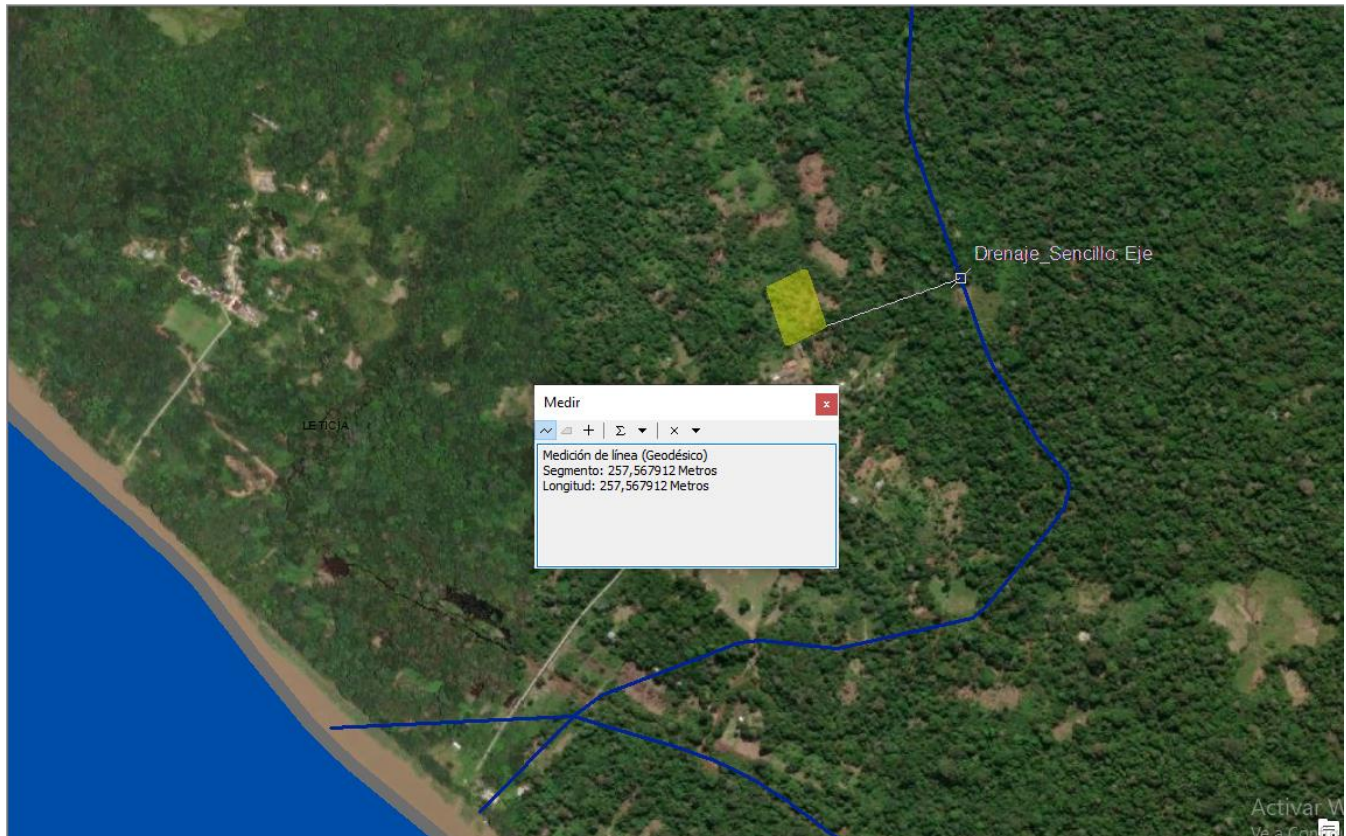 Drenaje_Sencillo: Eje
Medir
LETICIA
Medición de línea (Geodésico)
Segmento: 257,567912 Metros
Longitud: 257,567912 Metros
Activar W